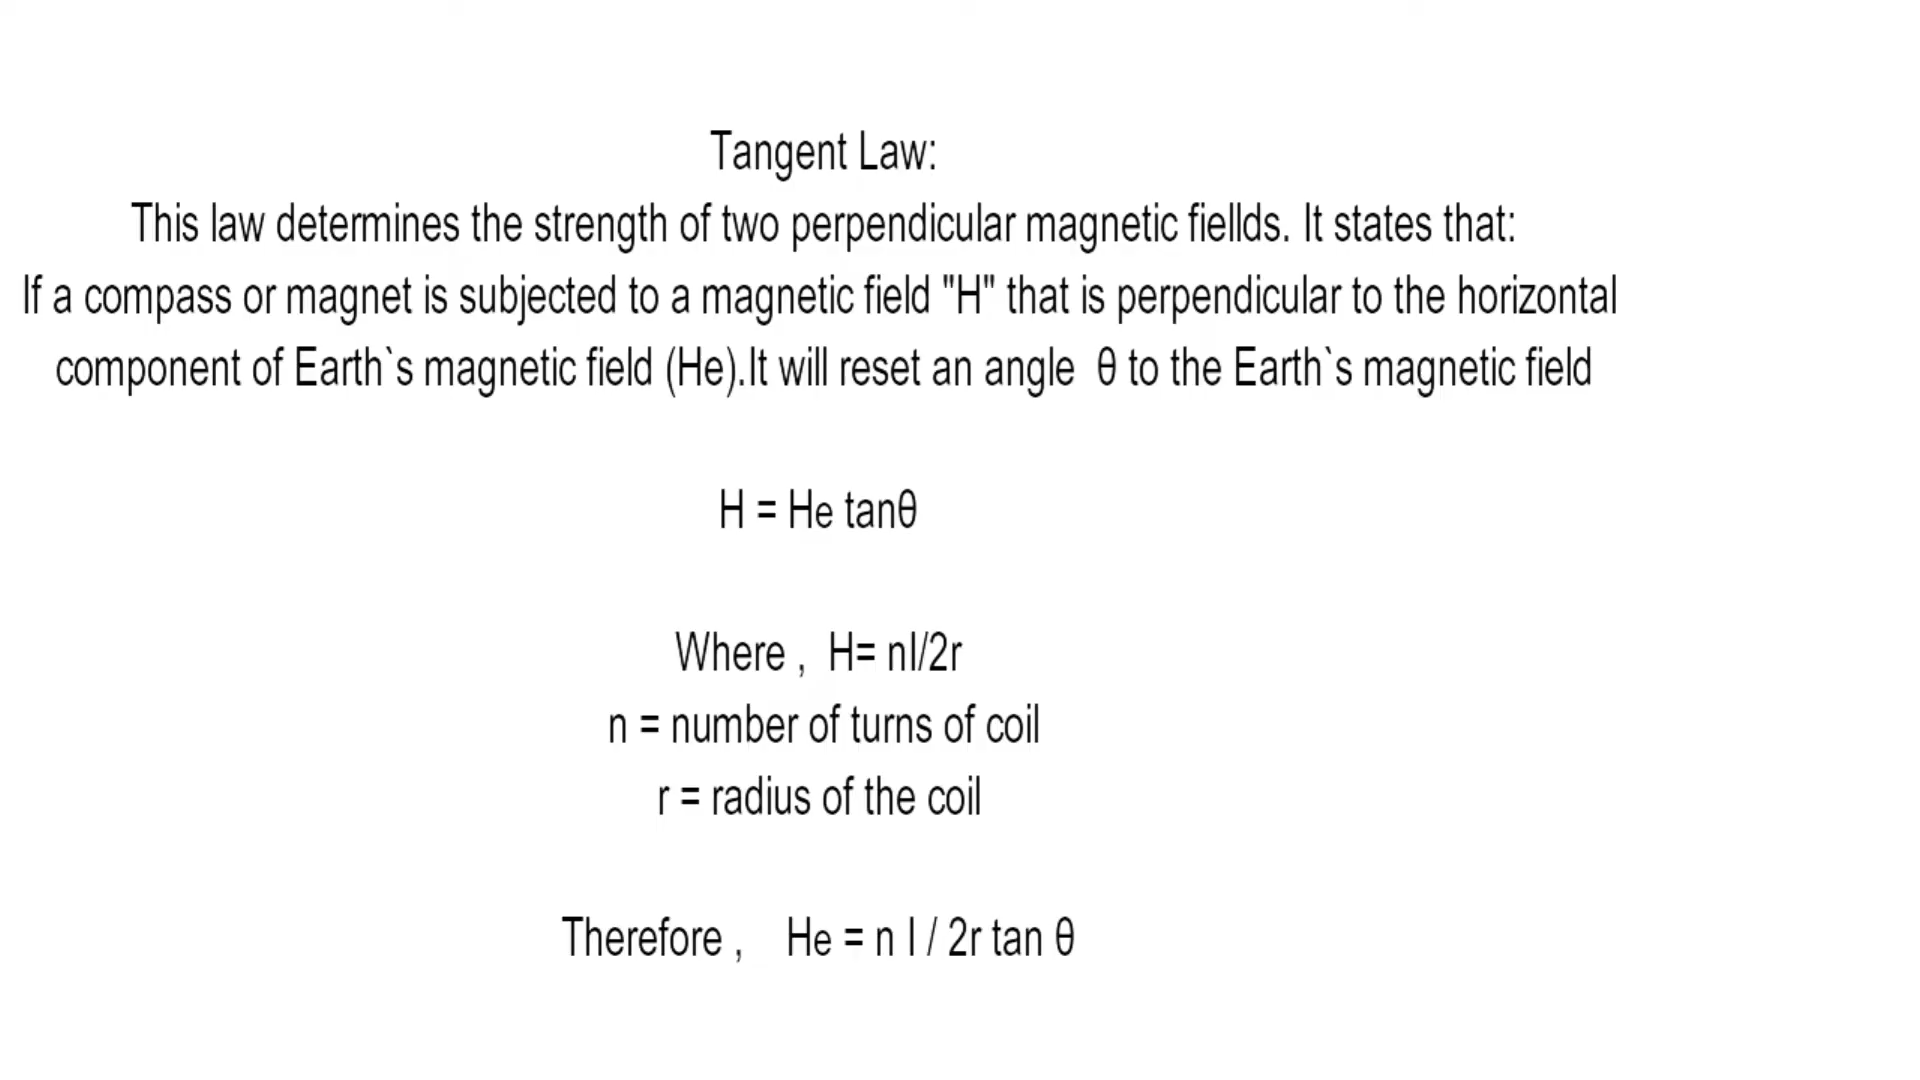 Tangent Law:
This law determines the strength of two perpendicular magnetic fiellds. It states that:
If a compass or magnet is subjected to a magnetic field "H" that is perpendicular to the horizontal
component of Earth`s magnetic field (He).It will reset an angle  θ to the Earth`s magnetic field
H = He tanθ
Where ,  H= nI/2r
n = number of turns of coil
r = radius of the coil
Therefore ,    He = n I / 2r tan θ